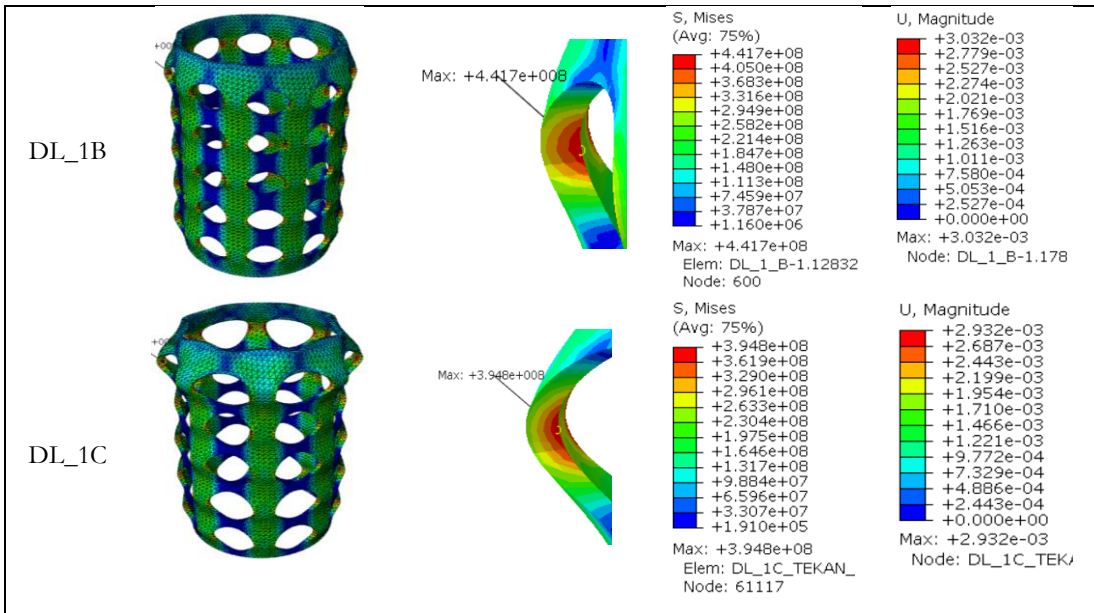 DL_1B
+00
Max: +4.417e+008
S, Mises
(Avg: 75%)
+4.417e+08
+4.050e+08
+3.683e+08
+3.316e+08
+2.949e+08
+2.582e+08
+2.214e+08
+1.847e+08
+1.480e+08
+1.113e+08
+7.459e+07
+3.787e+07
+1.160e+06
Max: +4.417e+08
Elem: DL_1_B-1.12832
Node: 600
U, Magnitude
+3.032e-03
+2.779e-03
+2.527e-03
+2.274e-03
+2.021e-03
+1.769e-03
+1.516e-03
+1.263e-03
+1.011e-03
+7.580e-04
+5.053e-04
+2.527e-04
+0.000e+00
Max: +3.032e-03
Node: DL_1_B-1.178
DL_1C
+00
Max: +3.948e+008
S, Mises
(Avg: 75%)
+3.948e+08
+3.619e+08
+3.290e+08
+2.961e+08
+2.633e+08
+2.304e+08
+1.975e+08
+1.646e+08
+1.317e+08
+9.884e+07
+6.596e+07
+3.307e+07
+1.910e+05
Max: +3.948e+08
Elem: DL_1C_TEKAN_
Node: 61117
U, Magnitude
+2.932e-03
+2.687e-03
+2.443e-03
+2.199e-03
+1.954e-03
+1.710e-03
+1.466e-03
+1.221e-03
+9.772e-04
+7.329e-04
+4.886e-04
+2.443e-04
+0.000e+00
Max: +2.932e-03
Node: DL_1C_TEK